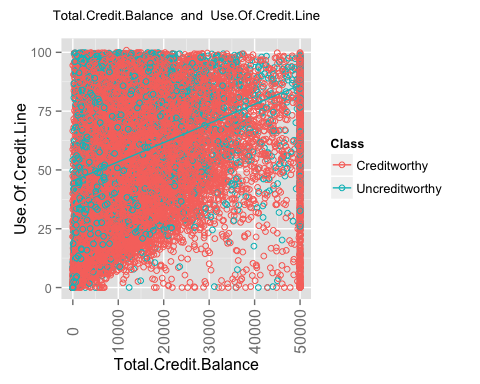 Total.Credit.Balance and Use.Of.Credit.Line
100
75
50
25
0
Use.Of.Credit.Line
0
10000
20000
30000
40000
50000
Total.Credit.Balance
Class
Creditworthy
Uncreditworthy